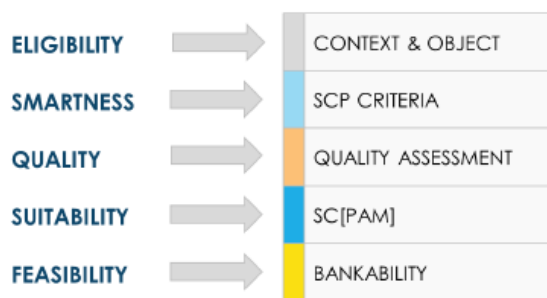 ELIGIBILITY CONTEXT & OBJECT
SMARTNESS SCP CRITERIA
QUALITY QUALITY ASSESSMENT
SUITABILITY SC[PAM]
FEASIBILITY BANKABILITY